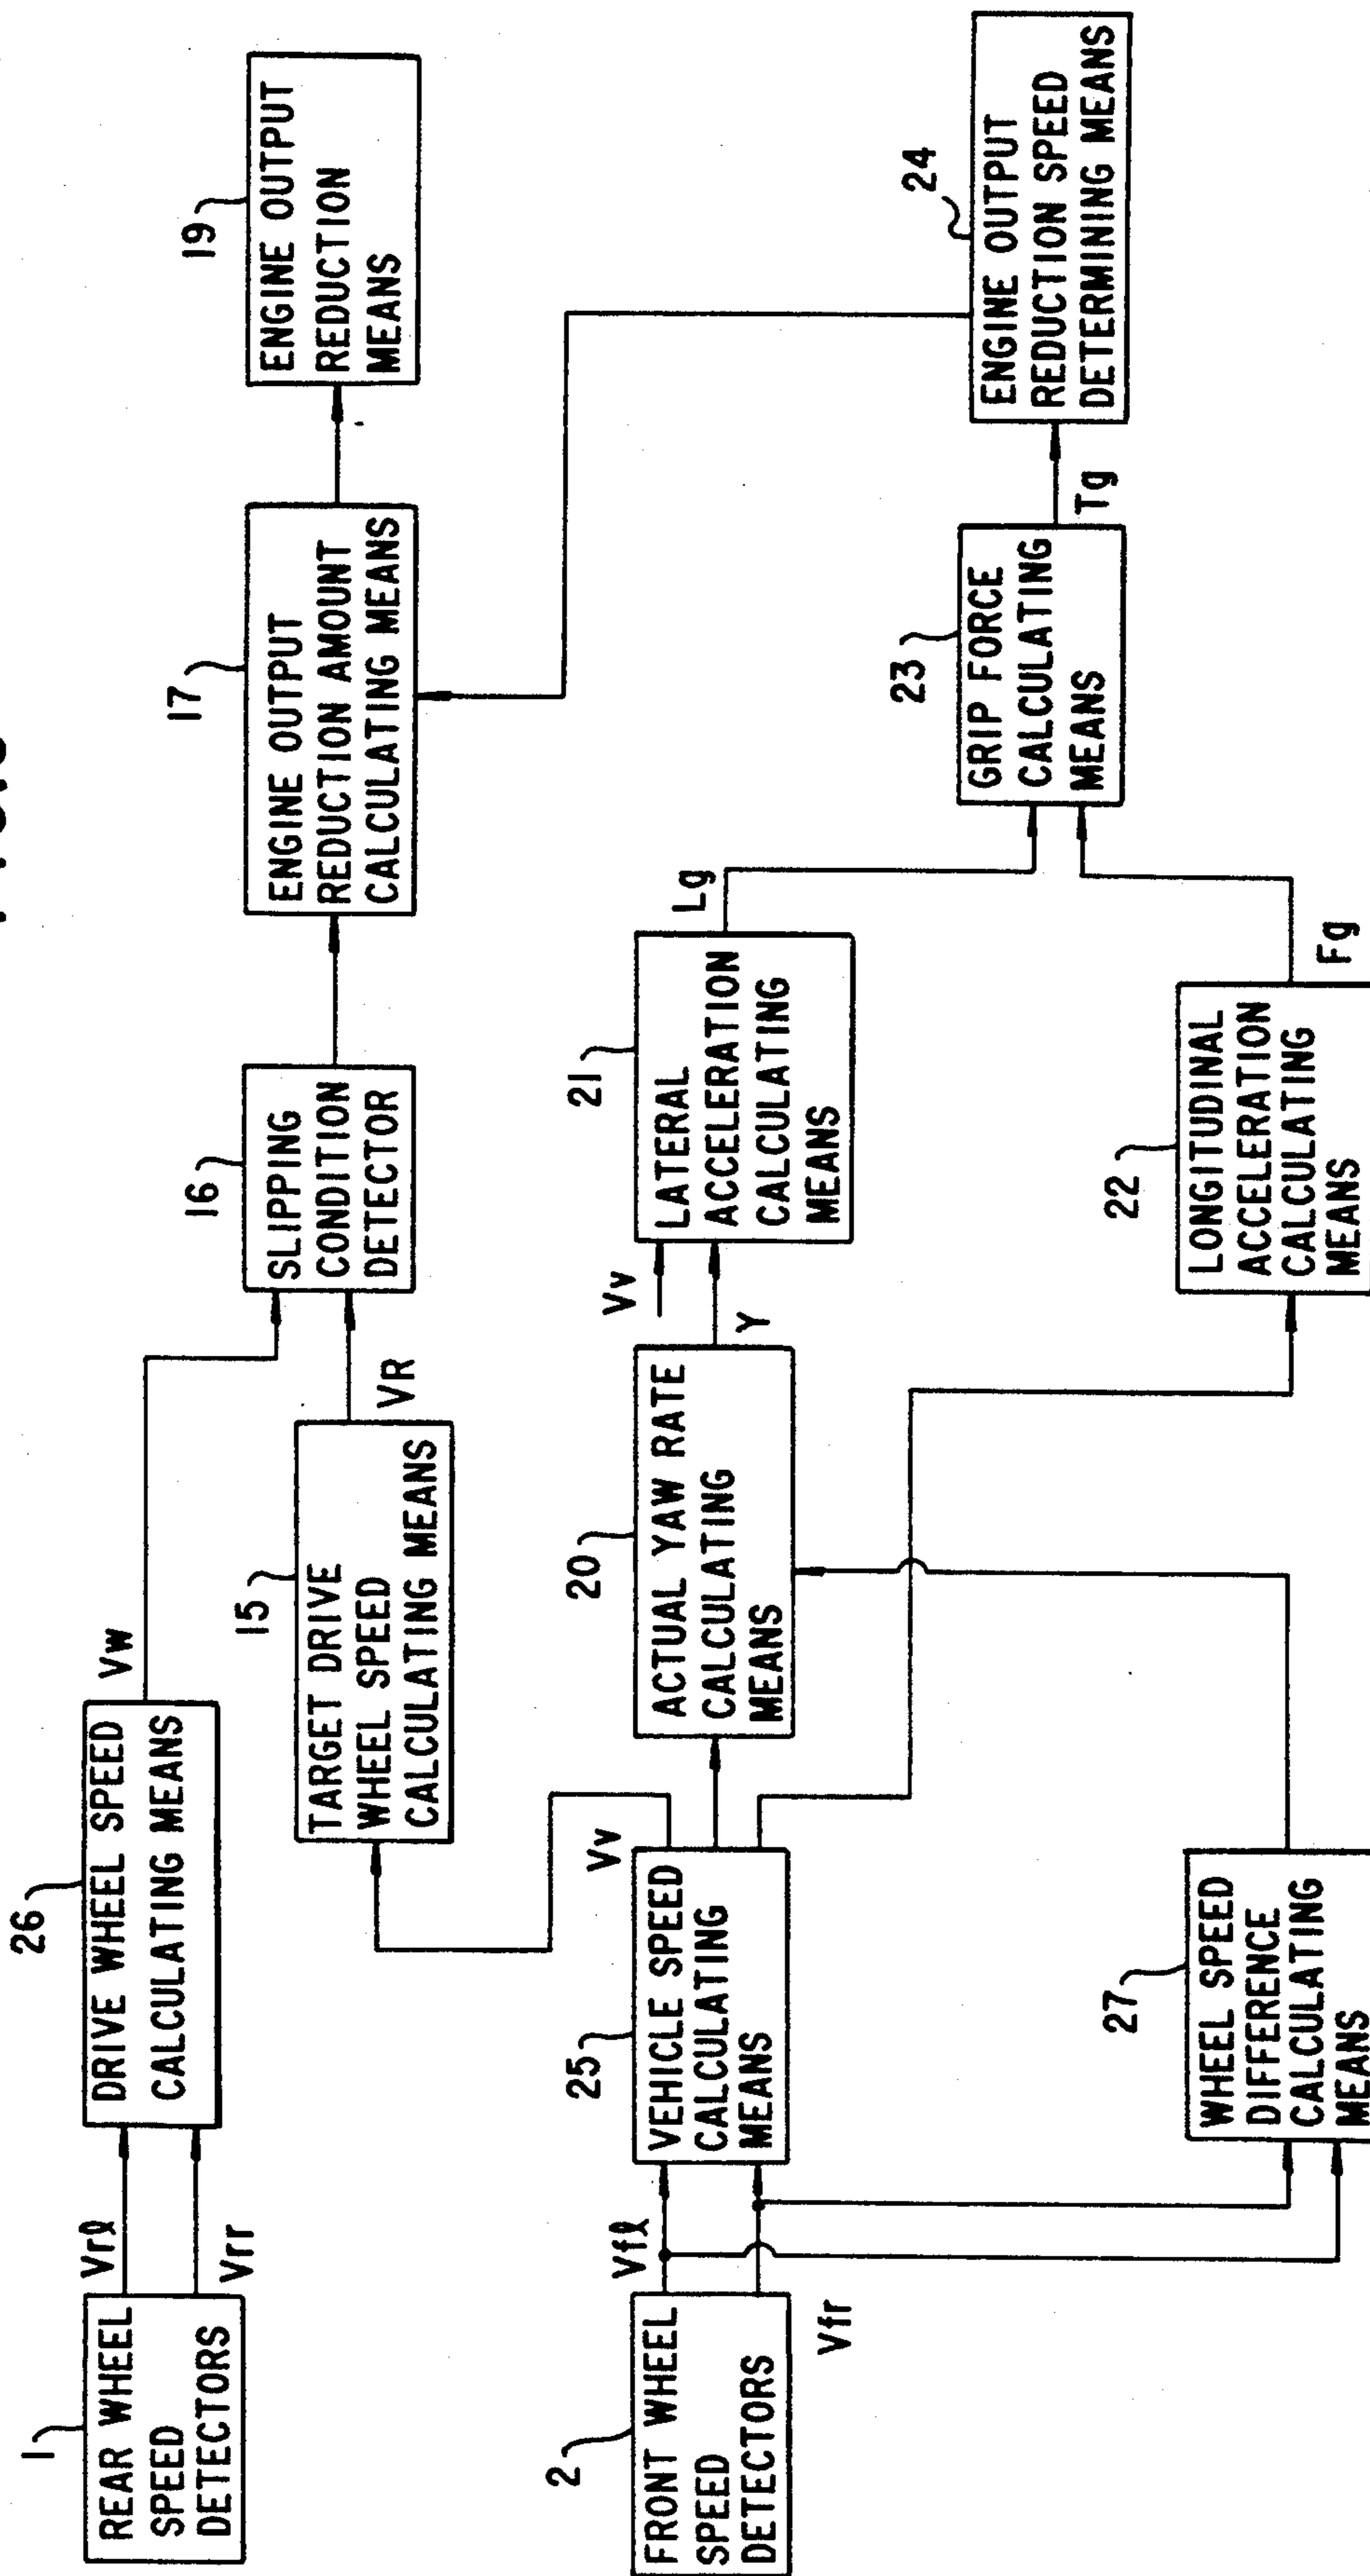 1
REAR WHEEL
SPEED
DETECTORS
Vrℓ
Vrr
26
DRIVE WHEEL SPEED
CALCULATING MEANS
Vw
15
TARGET DRIVE
WHEEL SPEED
CALCULATING MEANS
VR
16
SLIPPING
CONDITION
DETECTOR
17
ENGINE OUTPUT
REDUCTION AMOUNT
CALCULATING MEANS
19
ENGINE OUTPUT
REDUCTION
MEANS
2
FRONT WHEEL
SPEED
DETECTORS
Vfℓ
Vfr
25
VEHICLE SPEED
CALCULATING
MEANS
Vv
20
ACTUAL YAW RATE
CALCULATING
MEANS
Vv
Y
21
LATERAL
ACCELERATION
CALCULATING
MEANS
Lg
27
WHEEL SPEED
DIFFERENCE
CALCULATING
MEANS
22
LONGITUDINAL
ACCELERATION
CALCULATING
MEANS
Fg
23
GRIP FORCE
CALCULATING
MEANS
Tg
24
ENGINE OUTPUT
REDUCTION SPEED
DETERMINING MEANS